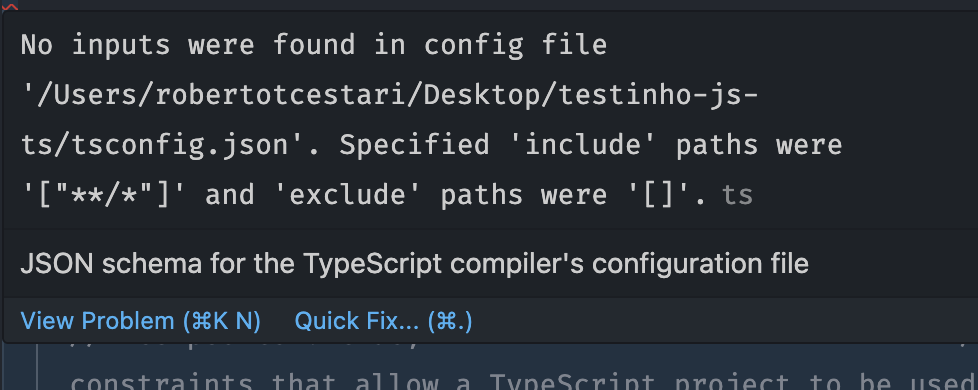 No inputs were found in config file
'/Users/robertotcestari/Desktop/testinho-js-
ts/tsconfig.json'. Specified 'include' paths were
'["**/*"]' and 'exclude' paths were '[]'. ts
JSON schema for the TypeScript compiler's configuration file
View Problem (⌘K N) Quick Fix... (⌘.)
constraints that allow a TypeScript project to be used